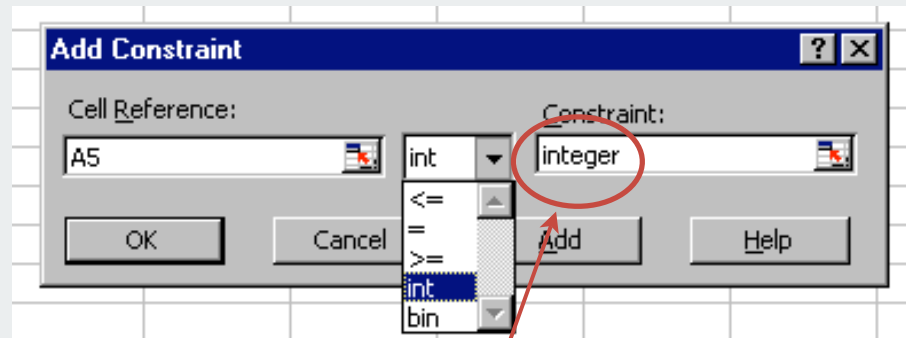 Add Constraint ? X
Cell Reference: Constraint:
A5 int integer
<=
=
>=
int
bin
OK Cancel Add Help